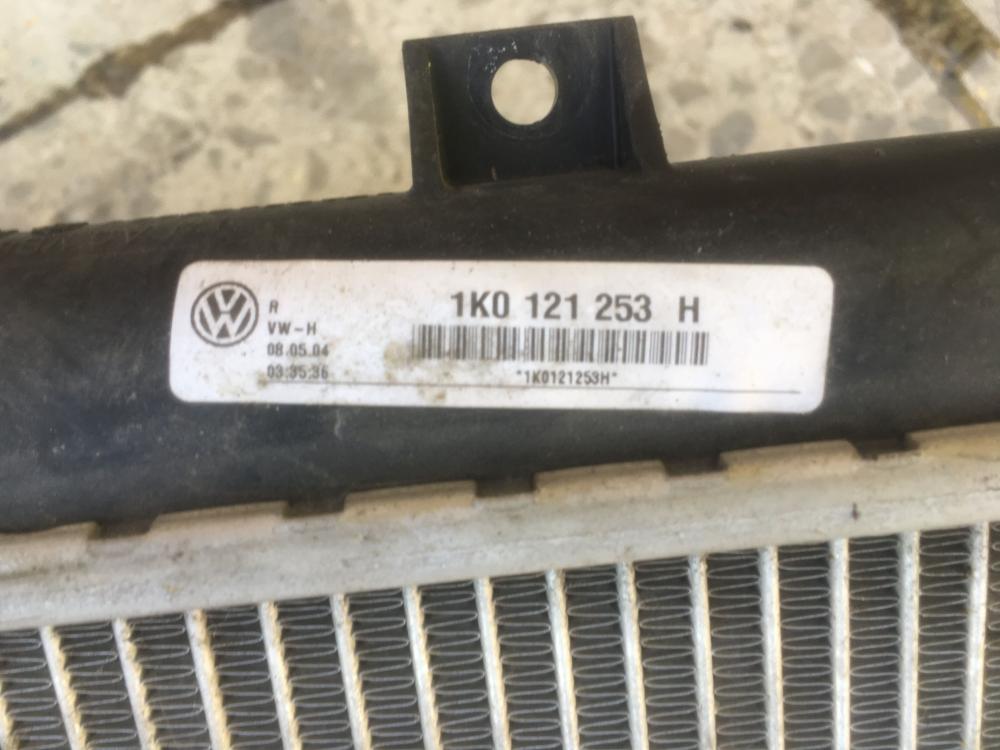 R
VW-H
08.05.04
03:35:36
1K0 121 253 H
*1K0121253H*